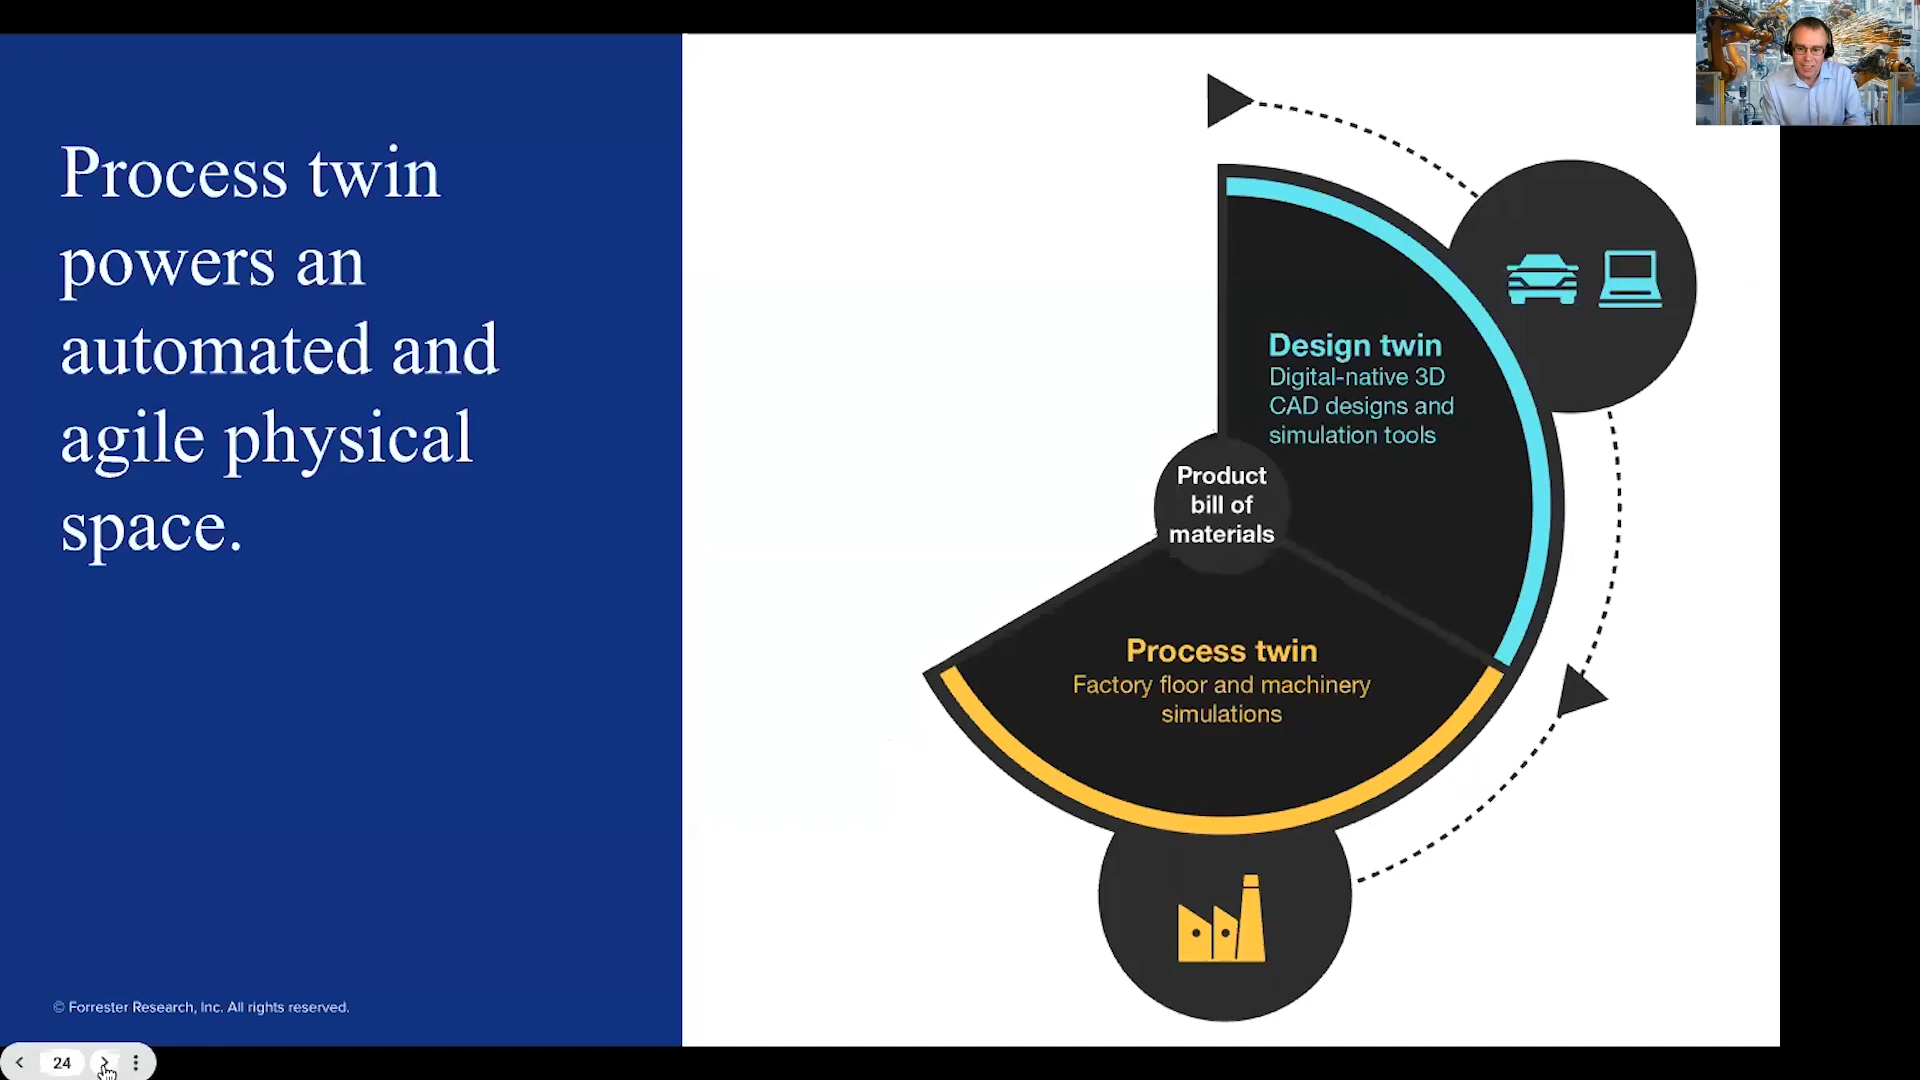 Process twin
powers an
automated and
agile physical
space.
Design twin
Digital-native 3D
CAD designs and
simulation tools
Product
bill of
materials
Process twin
Factory floor and machinery
simulations
© Forrester Research, Inc. All rights reserved.
24